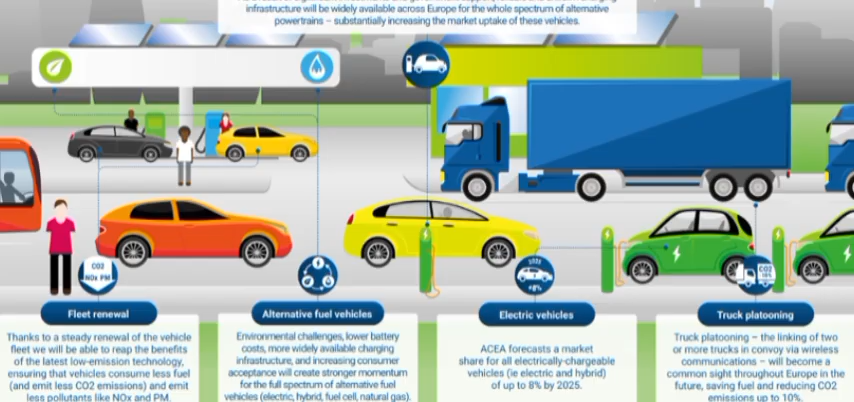 infrastructure will be widely available across Europe for the whole spectrum of alternative
powertrains – substantially increasing the market uptake of these vehicles.
CO2
NOx PM
2025
+8%
CO2
10%
Fleet renewal
Thanks to a steady renewal of the vehicle
fleet we will be able to reap the benefits
of the latest low-emission technology,
ensuring that vehicles consume less fuel
(and emit less CO2 emissions) and emit
less pollutants like NOx and PM.
Alternative fuel vehicles
Environmental challenges, lower battery
costs, more widely available charging
infrastructure, and increasing consumer
acceptance will create stronger momentum
for the full spectrum of alternative fuel
vehicles (electric, hybrid, fuel cell, natural gas).
Electric vehicles
ACEA forecasts a market
share for all electrically-chargeable
vehicles (ie electric and hybrid)
of up to 8% by 2025.
Truck platooning
Truck platooning – the linking of two
or more trucks in convoy via wireless
communications – will become a
common sight throughout Europe in the
future, saving fuel and reducing CO2
emissions up to 10%.